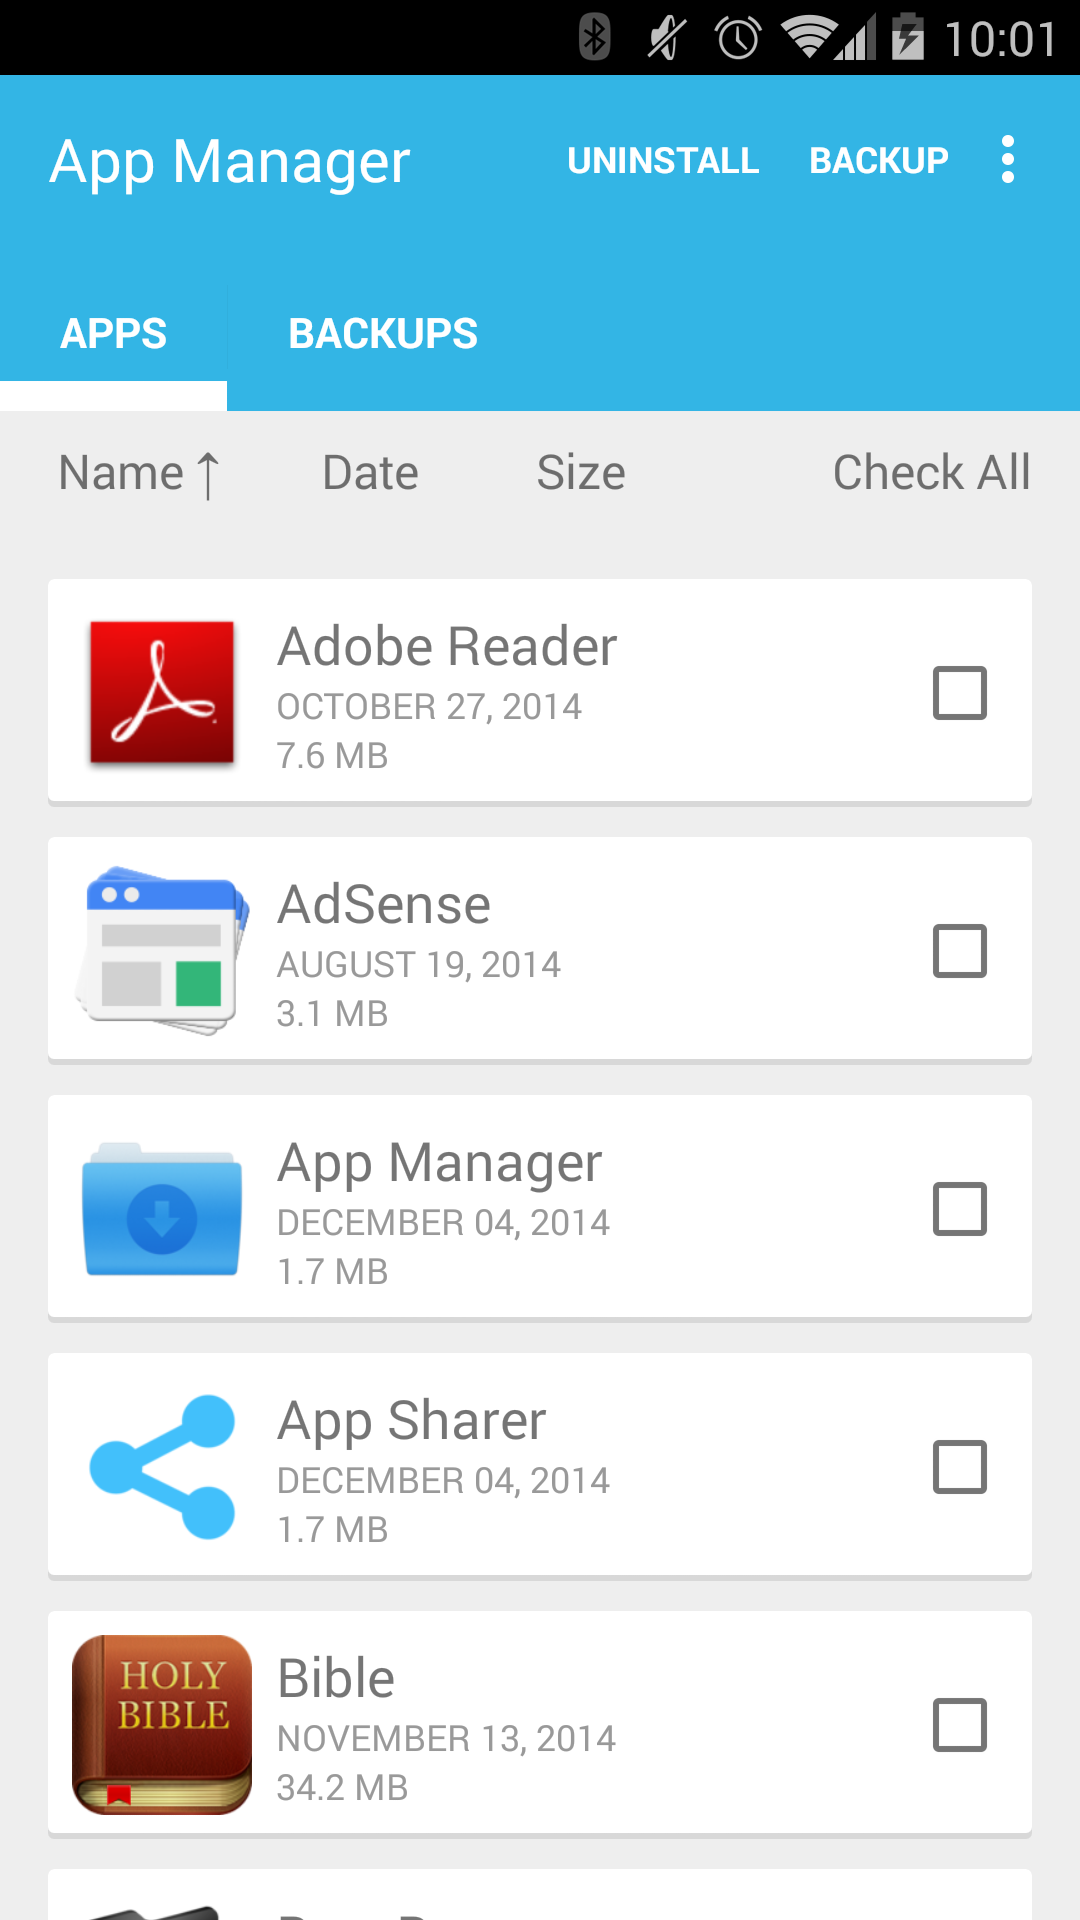 10:01
App Manager UNINSTALL BACKUP
APPS BACKUPS
Name ↑ Date Size Check All
Adobe Reader
OCTOBER 27, 2014
7.6 MB
AdSense
AUGUST 19, 2014
3.1 MB
App Manager
DECEMBER 04, 2014
1.7 MB
App Sharer
DECEMBER 04, 2014
1.7 MB
HOLY
BIBLE
Bible
NOVEMBER 13, 2014
34.2 MB